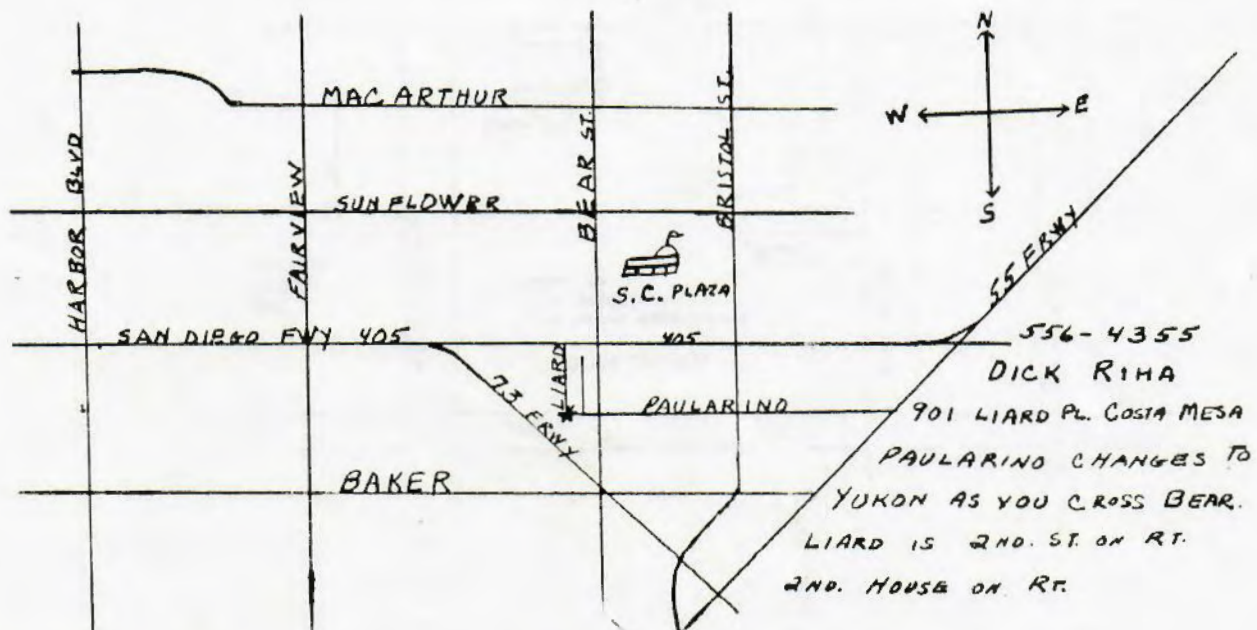 N
W E
S
MAC ARTHUR
HARBOR BLVD
FAIRVIEW
BEAR ST.
BRISTOL ST.
SUNFLOWER
S.C. PLAZA
55 FRWY
SAN DIEGO FWY 405
405
LIARD
73 FRWY
PAULARINO
BAKER
556-4355
DICK RIHA
901 LIARD PL. COSTA MESA
PAULARINO CHANGES TO
YUKON AS YOU CROSS BEAR.
LIARD IS 2ND. ST. ON RT.
2ND. HOUSE ON RT.